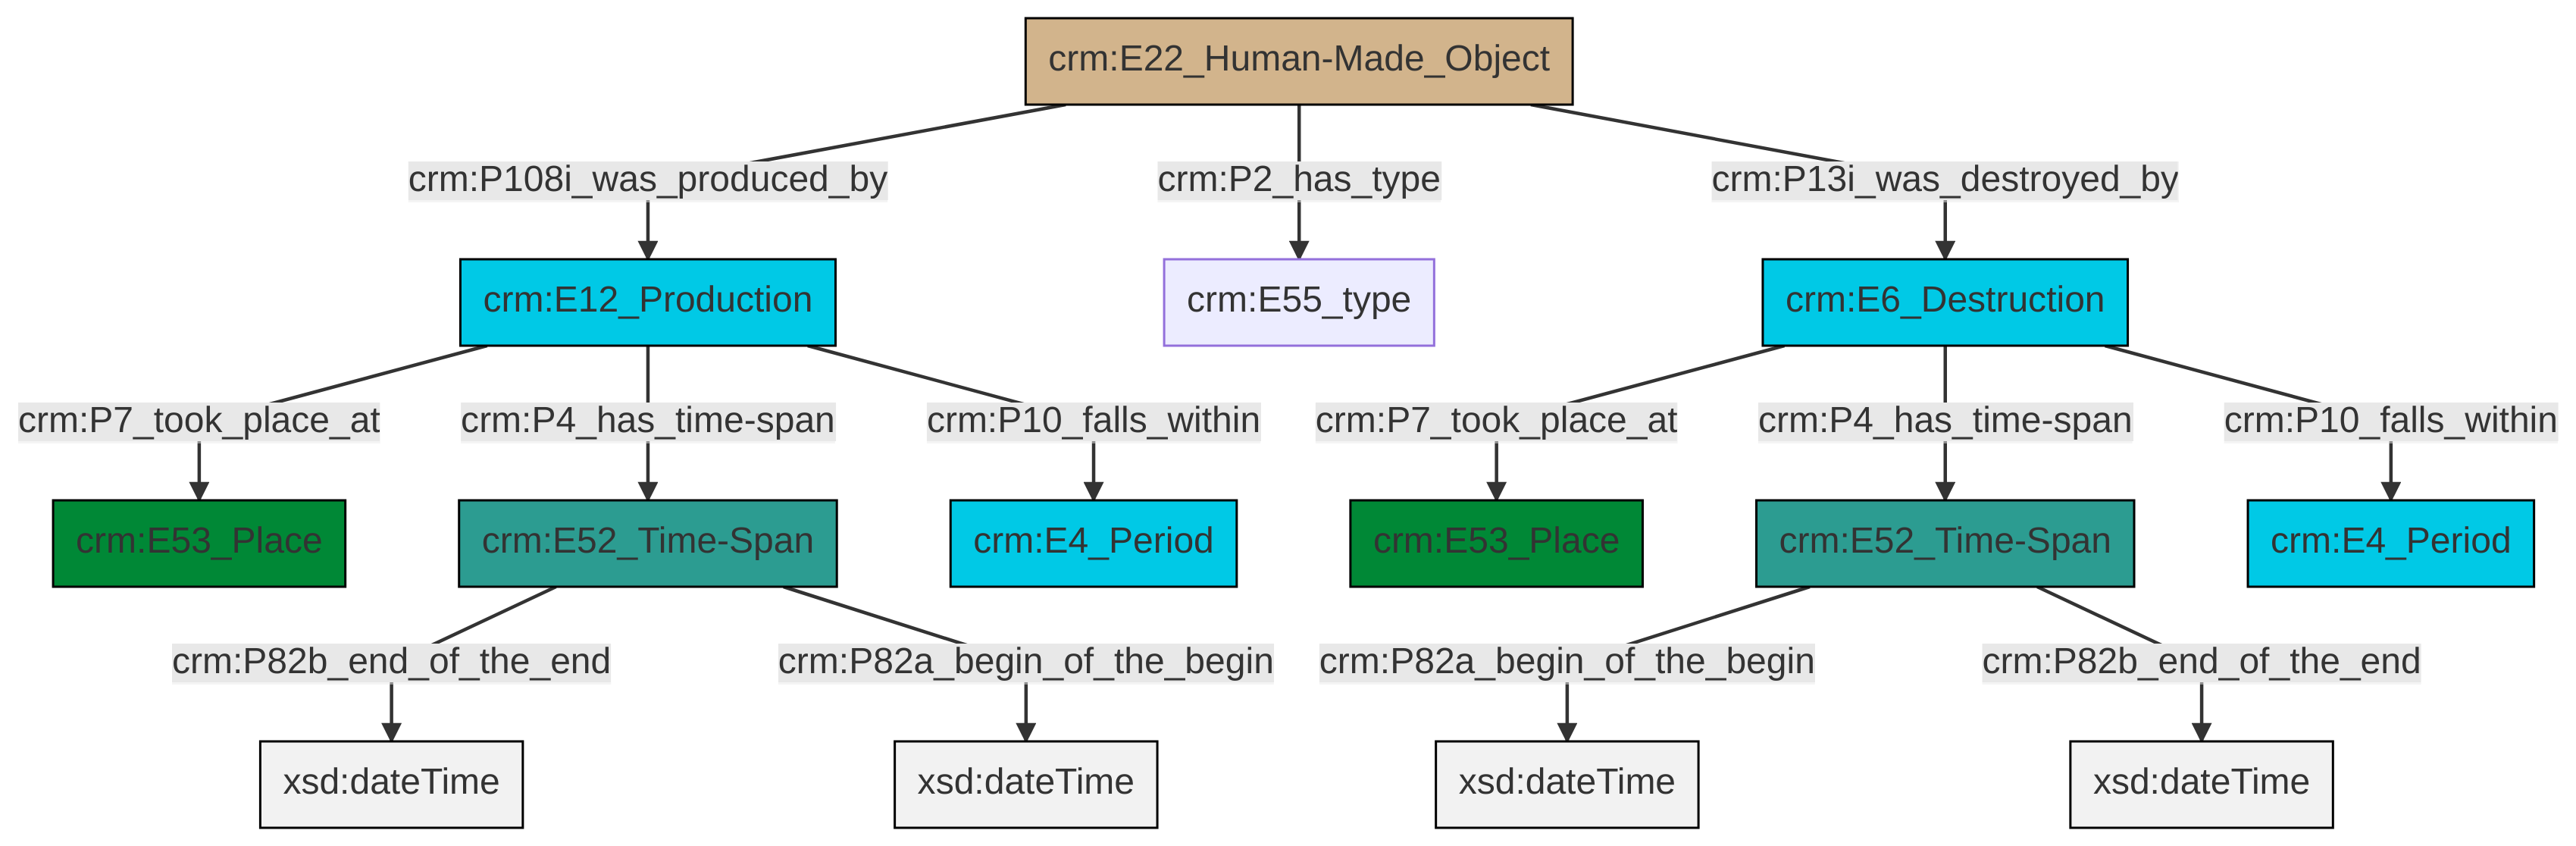 crm:E22_Human-Made_Object
crm:P108i_was_produced_by
crm:P2_has_type
crm:P13i_was_destroyed_by
crm:E12_Production
crm:E55_type
crm:E6_Destruction
crm:P7_took_place_at
crm:P4_has_time-span
crm:P10_falls_within
crm:P7_took_place_at
crm:P4_has_time-span
crm:P10_falls_within
crm:E53_Place
crm:E52_Time-Span
crm:E4_Period
crm:E53_Place
crm:E52_Time-Span
crm:E4_Period
crm:P82b_end_of_the_end
crm:P82a_begin_of_the_begin
crm:P82a_begin_of_the_begin
crm:P82b_end_of_the_end
xsd:dateTime
xsd:dateTime
xsd:dateTime
xsd:dateTime